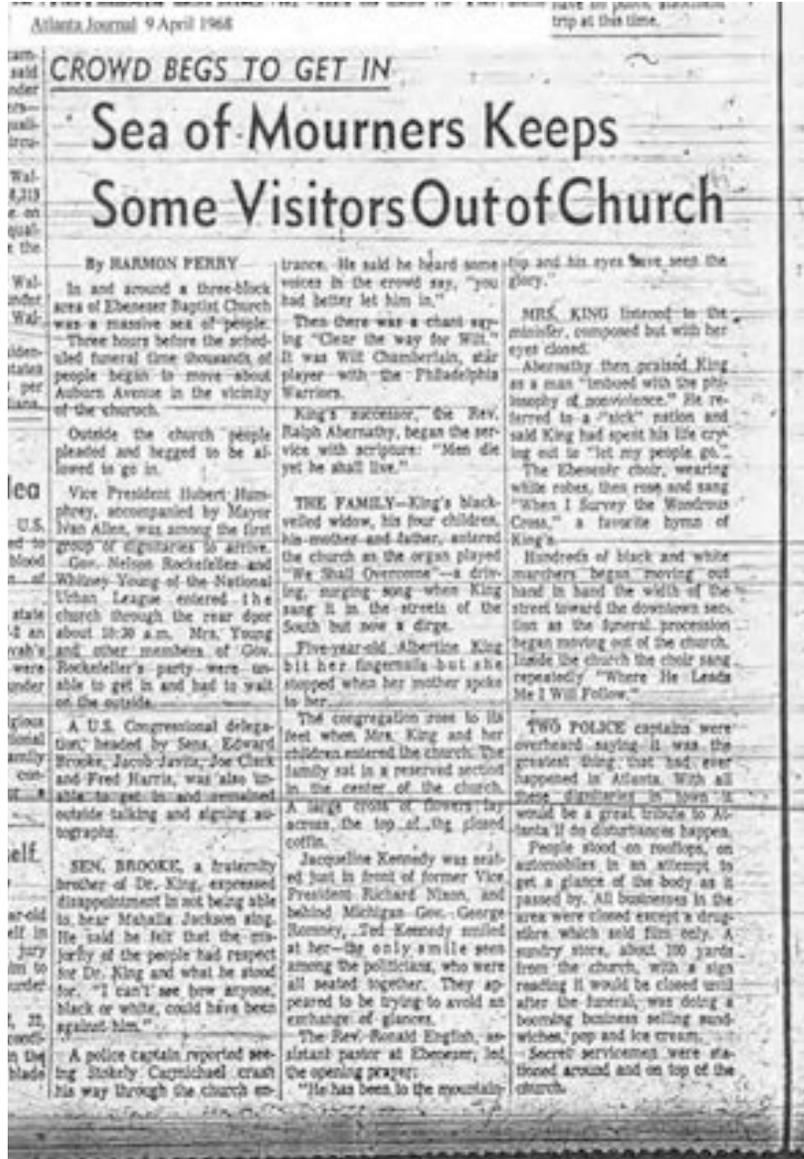 Atlanta Journal 9 April 1968
trip at this time.
CROWD BEGS TO GET IN
Sea of Mourners Keeps
Some Visitors Out of Church
By HARMON PERRY
In and around a three-block
area of Ebenezer Baptist Church
was a massive sea of people.
Three hours before the sched-
uled funeral time thousands of
people began to move about
Auburn Avenue in the vicinity
of the
Outside the church people
pleaded and begged to be al-
lowed to go in.
Vice President Hubert Hum-
phrey, accompanied by Mayor
Ivan Allen, was among the first
group of dignitaries to arrive.
Gov. Nelson Rockefeller and
Whitney Young of the National
Urban League entered the
church through the rear door
about 10:30 a.m. Mrs. Young
and other members of Gov.
Rockefeller's party were un-
able to get in and had to wait
on the outside.
A U.S. Congressional delega-
tion, headed by Sens. Edward
Brooke, Jacob Javits, Joe Clark
and Fred Harris, was also un-
able to get in and remained
outside talking and signing au-
tographs.
SEN. BROOKE, a fraternity
brother of Dr. King, expressed
disappointment in not being able
to hear Mahalia Jackson sing.
He said he felt that the ma-
jority of the people had respect
for Dr. King and what he stood
for. "I can't see how anyone,
black or white, could have been
against him."
A police captain reported see-
ing Stokely Carmichael crash
his way through the church en-
trance. He said he heard some
voices in the crowd say, "you
had better let him in."
Then there was a chant say-
ing "Clear the way for Wilt."
It was Wilt Chamberlain, star
player with the Philadelphia
Warriors.
King's successor, the Rev.
Ralph Abernathy, began the ser-
vice with scripture: "Men die
yet he shall live."
THE FAMILY—King's black-
veiled widow, his four children,
his mother and father, entered
the church as the organ played
"We Shall Overcome"—a driv-
ing, surging song when King
sang it in the streets of the
South but now a dirge.
Five-year-old Albertine King
bit her fingernails but she
stopped when her mother spoke
to her.
The congregation rose to its
feet when Mrs. King and her
children entered the church. The
family sat in a reserved section
in the center of the church.
A large cross of flowers lay
across the top of the closed
coffin.
Jacqueline Kennedy was seat-
ed just in front of former Vice
President Richard Nixon, and
behind Michigan Gov. George
Romney. Ted Kennedy smiled
at her—the only smile seen
among the politicians, who were
all seated together. They ap-
peared to be trying to avoid an
exchange of glances.
The Rev. Ronald English, as-
sistant pastor at Ebenezer, led
the opening prayer:
"He has been to the mountain-
top and his eyes have seen the
glory."
MRS. KING listened to the
minister, composed but with her
eyes closed.
Abernathy then praised King
as a man "imbued with the phi-
losophy of nonviolence." He re-
ferred to a "sick" nation and
said King had spent his life cry-
ing out to "let my people go."
The Ebenezer choir, wearing
white robes, then rose and sang
"When I Survey the Wondrous
Cross," a favorite hymn of
King's.
Hundreds of black and white
marchers began moving out
hand in hand the width of the
street toward the downtown sec-
tion as the funeral procession
began moving out of the church.
Inside the church the choir sang
repeatedly "Where He Leads
Me I Will Follow."
TWO POLICE captains were
overheard saying it was the
greatest thing that had ever
happened in Atlanta. With all
these dignitaries in town it
would be a great tribute to At-
lanta if no disturbances happen.
People stood on rooftops, on
automobiles in an attempt to
get a glance of the body as it
passed by. All businesses in the
area were closed except a drug-
store which sold film only. A
sundry store, about 100 yards
from the church, with a sign
reading it would be closed until
after the funeral, was doing a
booming business selling sand-
wiches, pop and ice cream.
Secret servicemen were sta-
tioned around and on top of the
church.